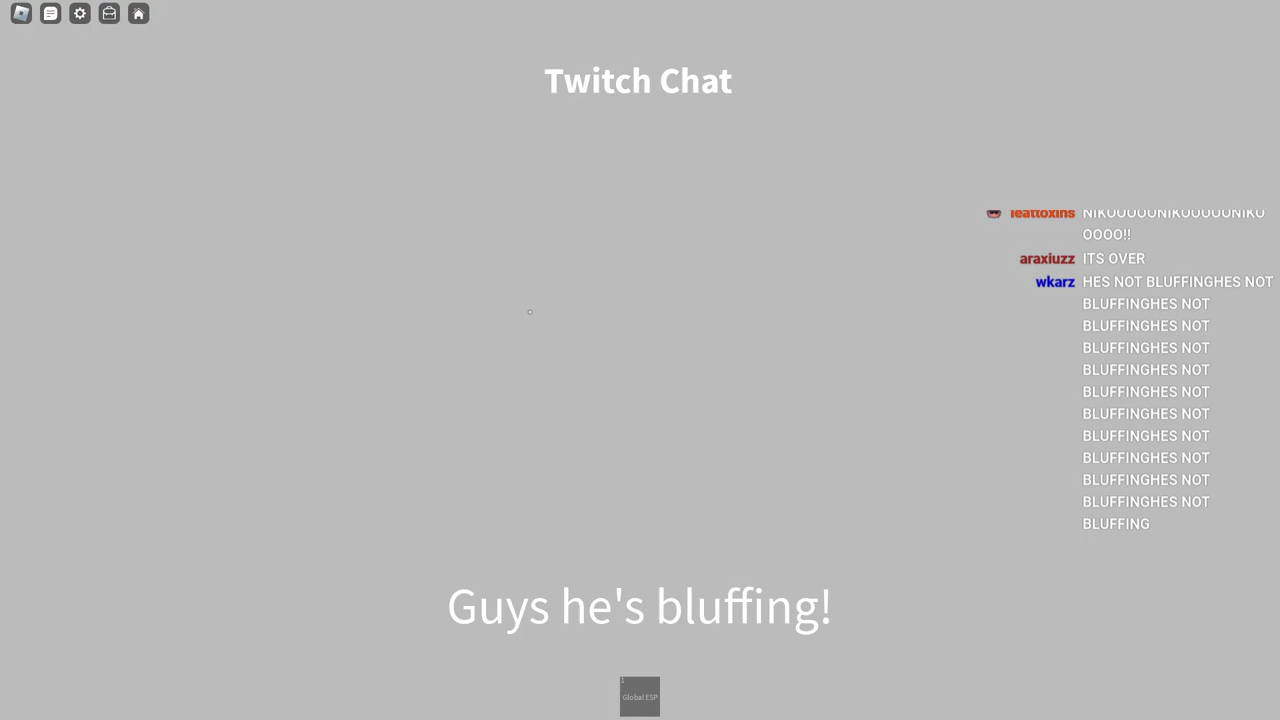 Twitch Chat
ieattoxins NIKOOOOONIKOOOOONIKO
OOOO!!
araxiuzz ITS OVER
wkarz HES NOT BLUFFINGHES NOT
BLUFFINGHES NOT
BLUFFINGHES NOT
BLUFFINGHES NOT
BLUFFINGHES NOT
BLUFFINGHES NOT
BLUFFINGHES NOT
BLUFFINGHES NOT
BLUFFINGHES NOT
BLUFFINGHES NOT
BLUFFINGHES NOT
BLUFFING
Guys he's bluffing!
1
Global ESP